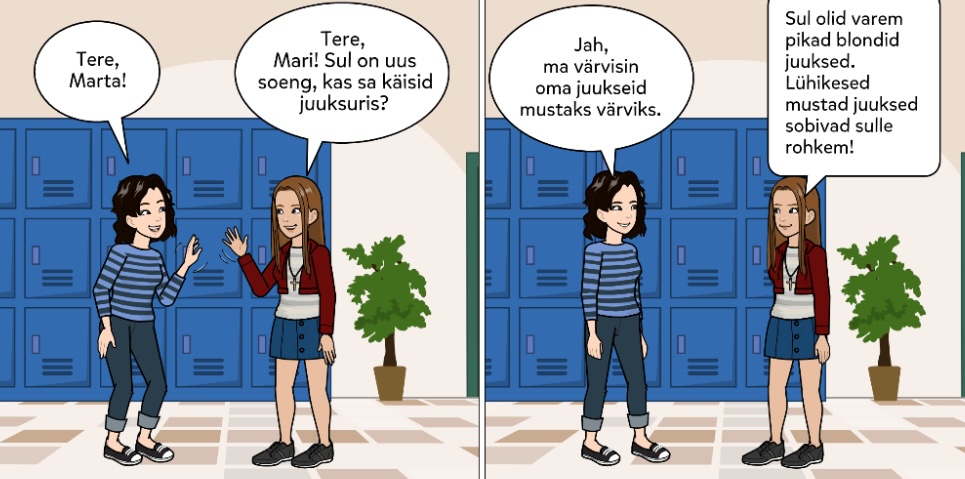 Tere,
Marta!
Tere,
Mari! Sul on uus
soeng, kas sa käisid
juuksuris?
Jah,
ma värvisin
oma juukseid
mustaks värviks.
Sul olid varem
pikad blondid
juuksed.
Lühikesed
mustad juuksed
sobivad sulle
rohkem!